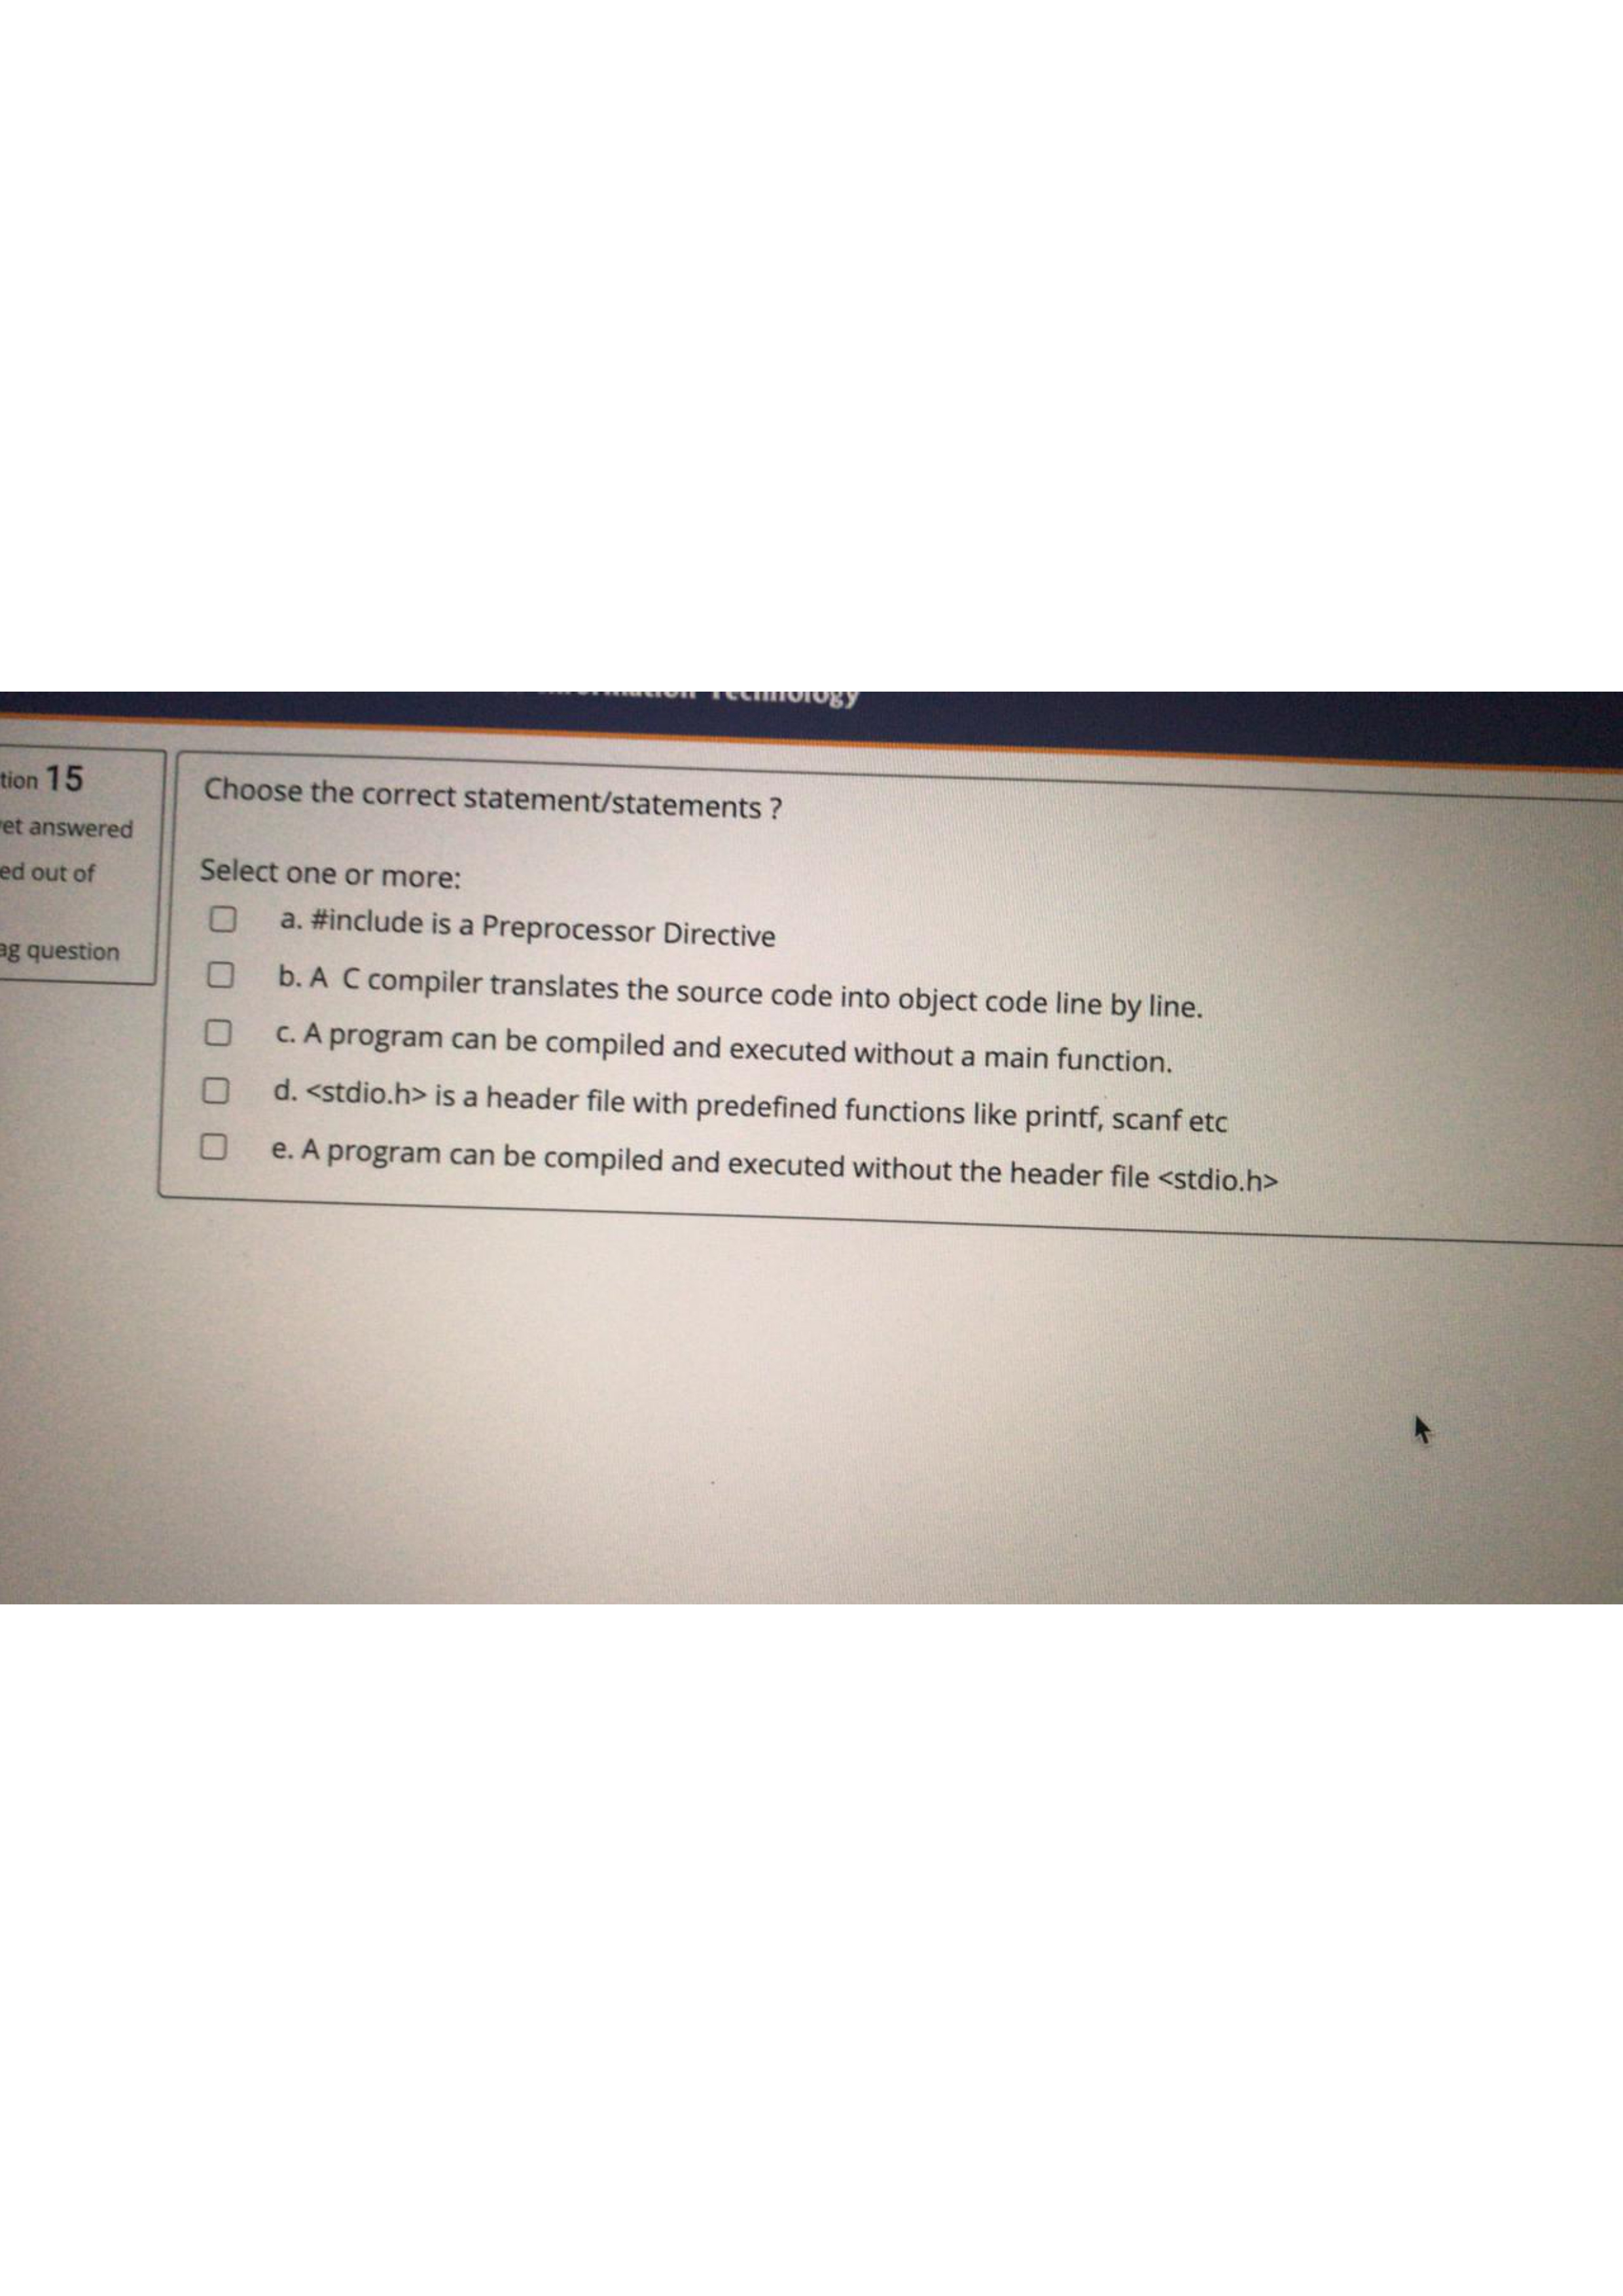 Technology
tion 15
et answered
ed out of
ag question
Choose the correct statement/statements ?
Select one or more:
a. #include is a Preprocessor Directive
b. A C compiler translates the source code into object code line by line.
c. A program can be compiled and executed without a main function.
d. <stdio.h> is a header file with predefined functions like printf, scanf etc
e. A program can be compiled and executed without the header file <stdio.h>